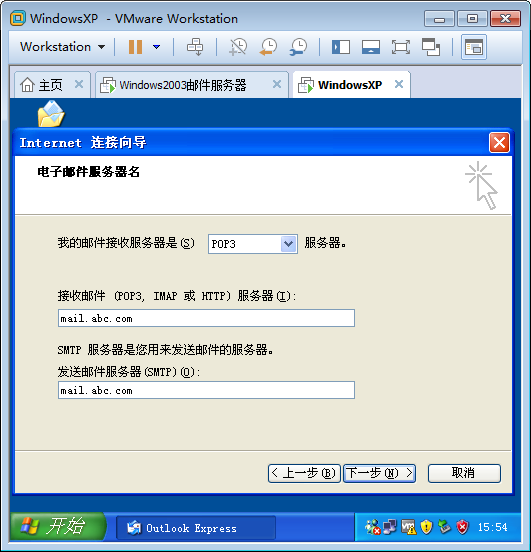 WindowsXP - VMware Workstation
Workstation
主页
Windows2003邮件服务器
WindowsXP
Internet 连接向导
电子邮件服务器名
我的邮件接收服务器是(S) POP3 服务器。
接收邮件 (POP3, IMAP 或 HTTP) 服务器(I):
mail.abc.com
SMTP 服务器是您用来发送邮件的服务器。
发送邮件服务器(SMTP)(O):
mail.abc.com
< 上一步(B) 下一步(N) > 取消
开始 Outlook Express 15:54